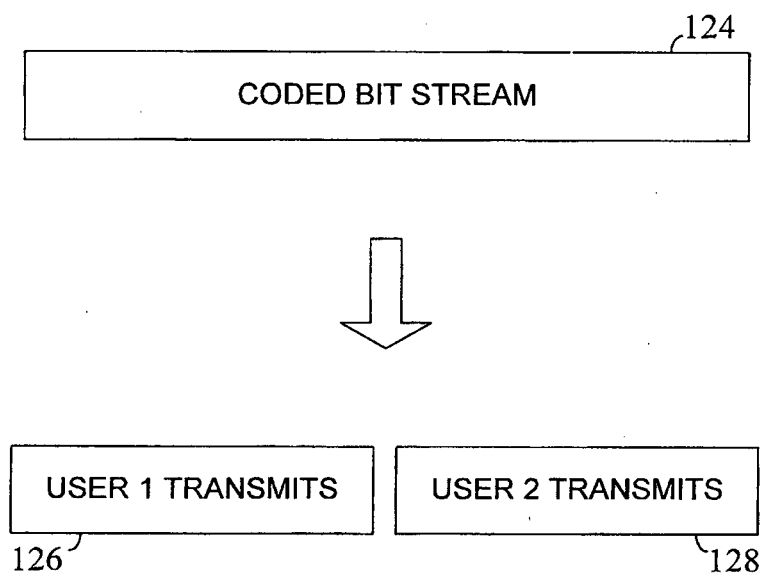 124
CODED BIT STREAM
USER 1 TRANSMITS
USER 2 TRANSMITS
126
128